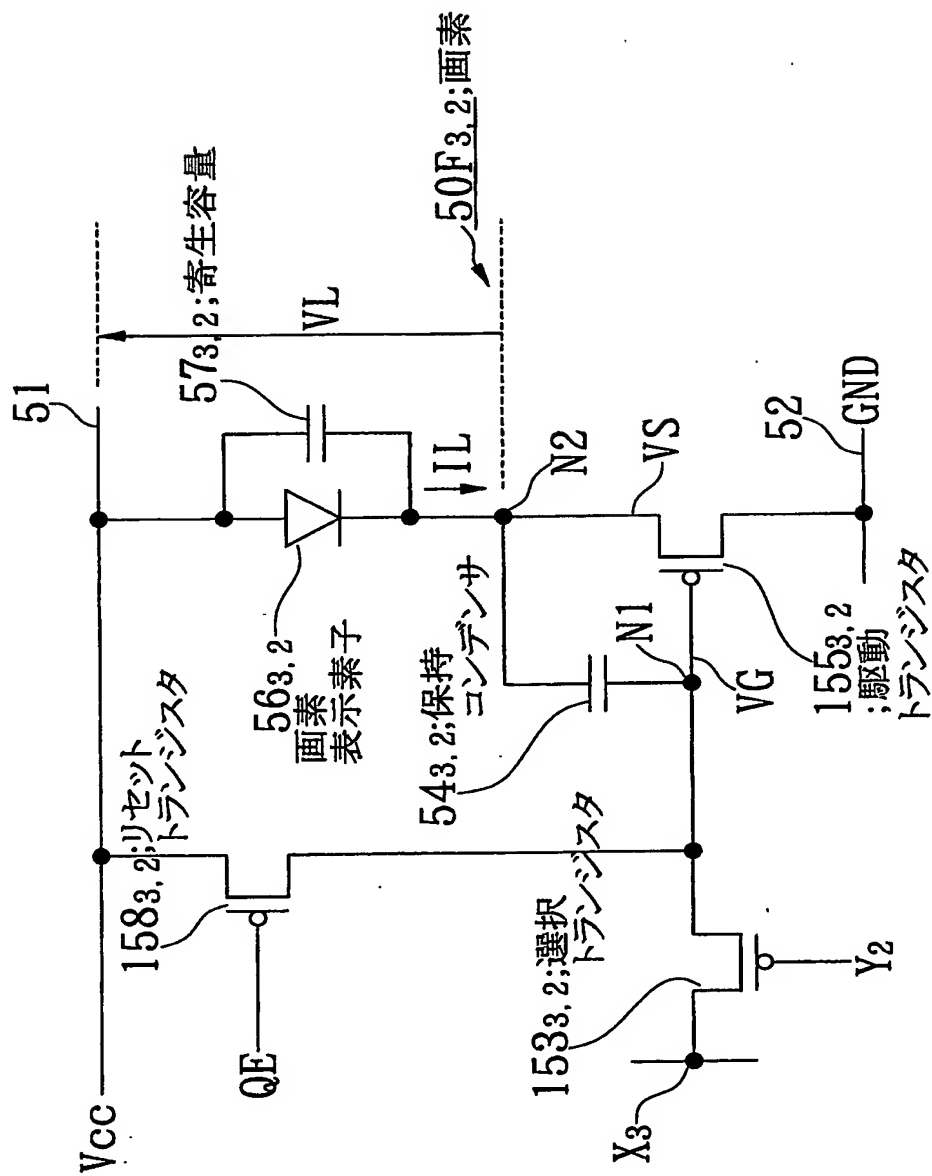 Vcc
51
158₃,₂;リセット
トランジスタ
QE
56₃,₂
画素
表示素子
57₃,₂;寄生容量
VL
50F₃,₂;画素
IL
N2
54₃,₂;保持
コンデンサ
N1
VG
VS
X₃
153₃,₂;選択
トランジスタ
Y₂
155₃,₂
;駆動
トランジスタ
52
GND